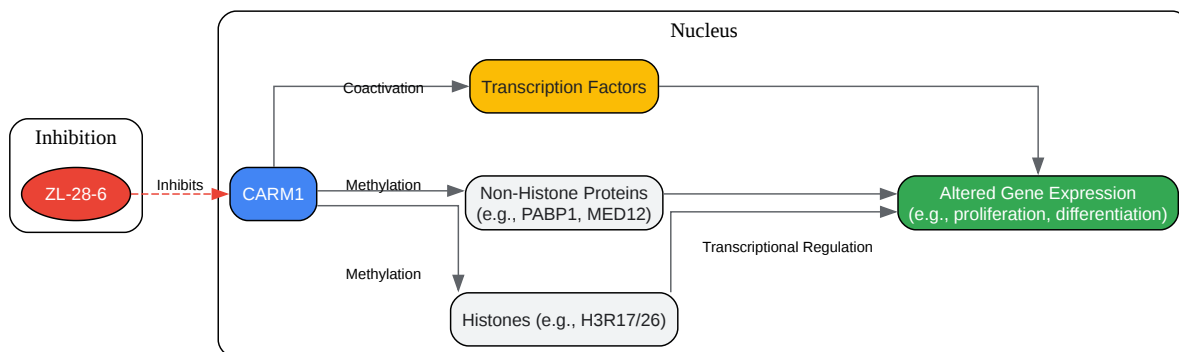 Nucleus
Coactivation
Transcription Factors
Inhibition
ZL-28-6
Inhibits
CARM1
Methylation
Non-Histone Proteins
(e.g., PABP1, MED12)
Altered Gene Expression
(e.g., proliferation, differentiation)
Transcriptional Regulation
Methylation
Histones (e.g., H3R17/26)